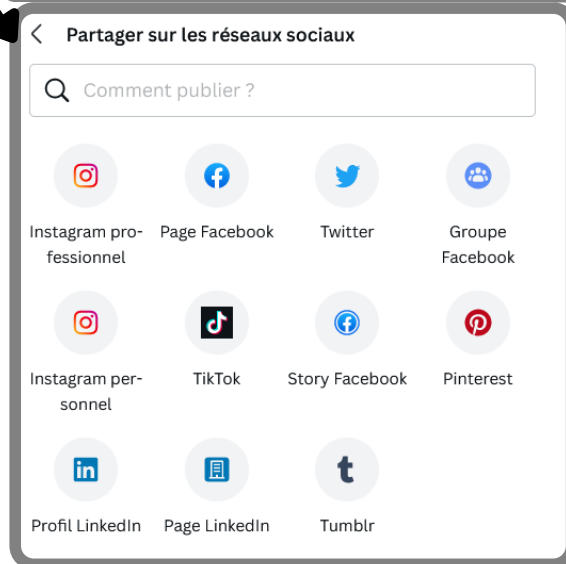 Partager sur les réseaux sociaux
Comment publier ?
Instagram pro-
fessionnel
Page Facebook
Twitter
Groupe
Facebook
Instagram per-
sonnel
TikTok
Story Facebook
Pinterest
Profil LinkedIn
Page LinkedIn
Tumblr